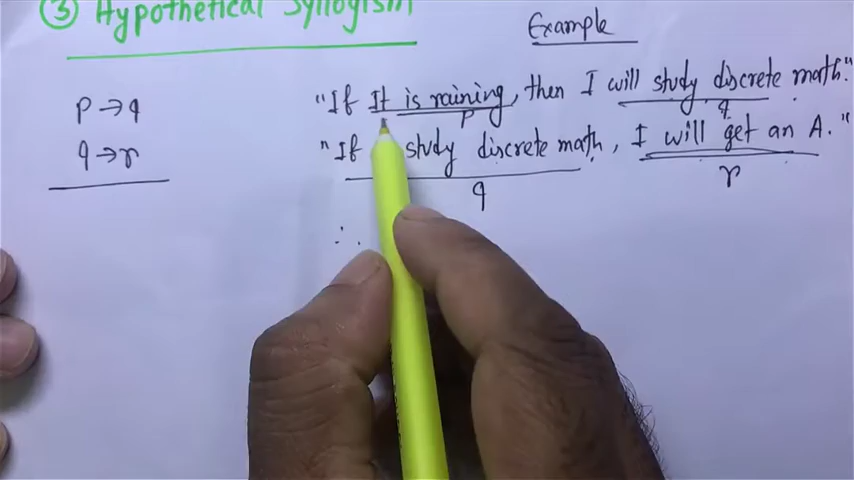 ③ Hypothetical Syllogism
Example
p → q
q → r
"If It is raining, then I will study discrete math."
p
q
"If study discrete math, I will get an A."
q
r
∴